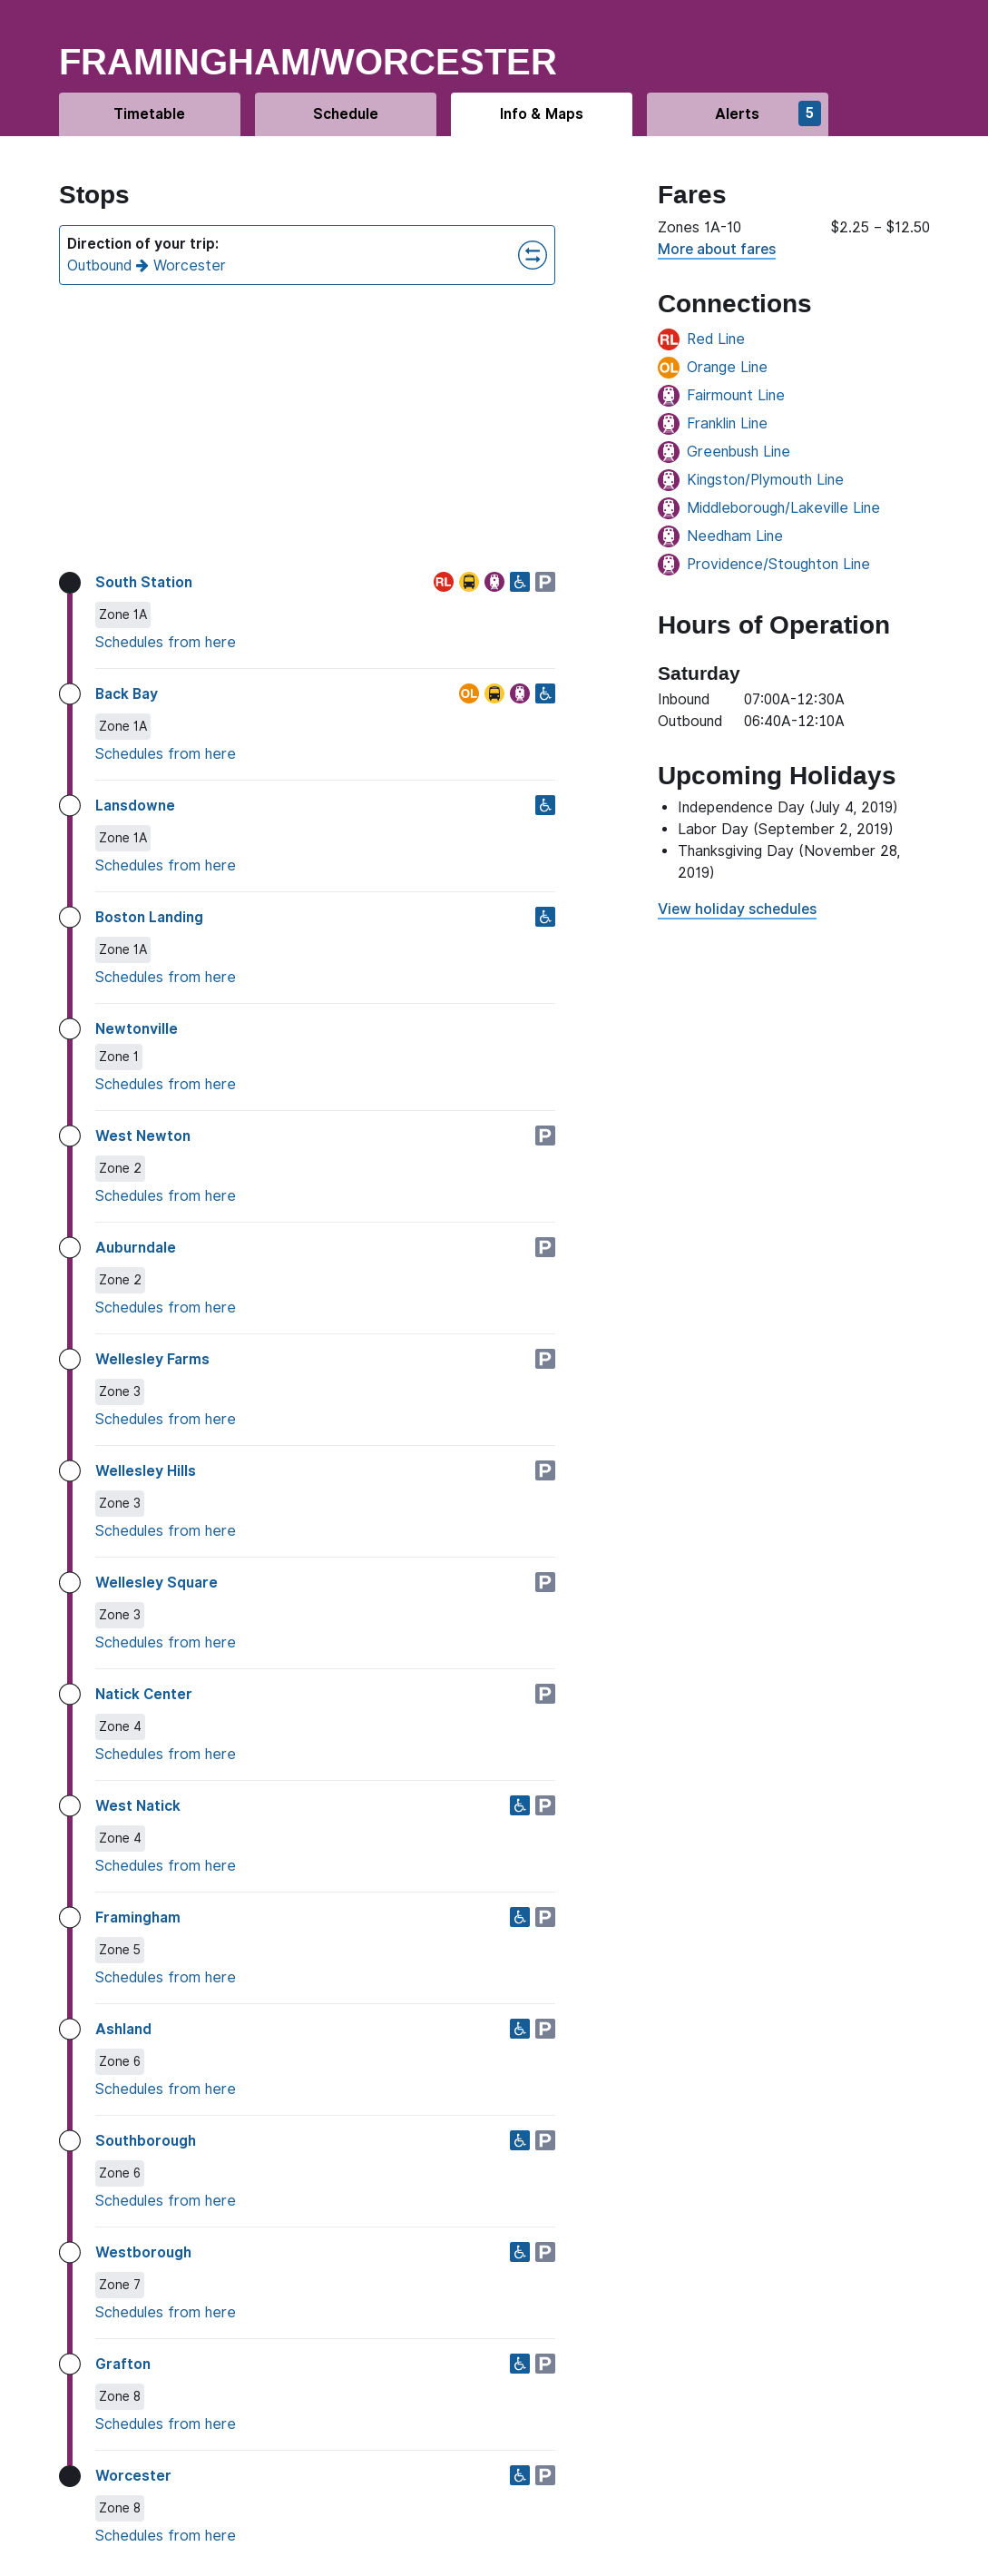 FRAMINGHAM/WORCESTER
Timetable
Schedule
Info & Maps
Alerts 5
Stops
Direction of your trip:
Outbound → Worcester
South Station RL P
Zone 1A
Schedules from here
Back Bay OL
Zone 1A
Schedules from here
Lansdowne
Zone 1A
Schedules from here
Boston Landing
Zone 1A
Schedules from here
Newtonville
Zone 1
Schedules from here
West Newton P
Zone 2
Schedules from here
Auburndale P
Zone 2
Schedules from here
Wellesley Farms P
Zone 3
Schedules from here
Wellesley Hills P
Zone 3
Schedules from here
Wellesley Square P
Zone 3
Schedules from here
Natick Center P
Zone 4
Schedules from here
West Natick P
Zone 4
Schedules from here
Framingham P
Zone 5
Schedules from here
Ashland P
Zone 6
Schedules from here
Southborough P
Zone 6
Schedules from here
Westborough P
Zone 7
Schedules from here
Grafton P
Zone 8
Schedules from here
Worcester P
Zone 8
Schedules from here
Fares
Zones 1A-10 $2.25 – $12.50
More about fares
Connections
RL Red Line
OL Orange Line
Fairmount Line
Franklin Line
Greenbush Line
Kingston/Plymouth Line
Middleborough/Lakeville Line
Needham Line
Providence/Stoughton Line
Hours of Operation
Saturday
Inbound 07:00A-12:30A
Outbound 06:40A-12:10A
Upcoming Holidays
• Independence Day (July 4, 2019)
• Labor Day (September 2, 2019)
• Thanksgiving Day (November 28,
2019)
View holiday schedules